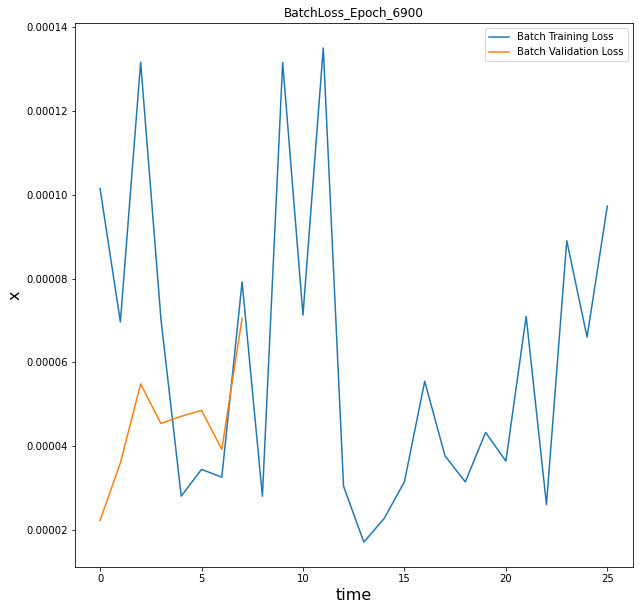 BatchLoss_Epoch_6900
Batch Training Loss
Batch Validation Loss
0.00014
0.00012
0.00010
0.00008
0.00006
0.00004
0.00002
x
0 5 10 15 20 25
time